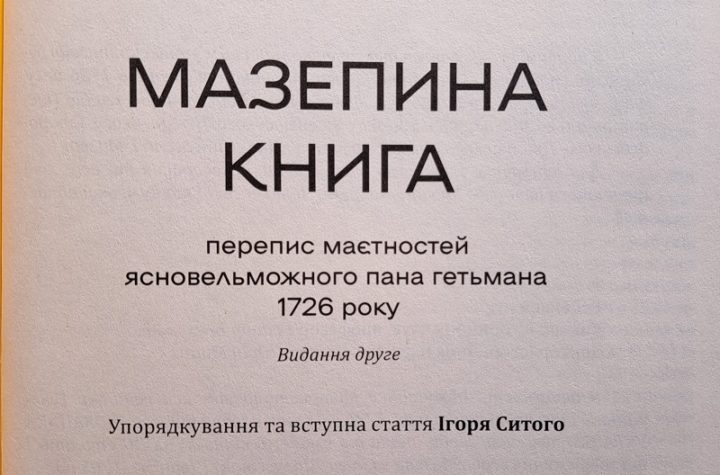 МАЗЕПИНА
КНИГА
перепис маєтностей
ясновельможного пана гетьмана
1726 року
Видання друге
Упорядкування та вступна стаття Ігоря Ситого